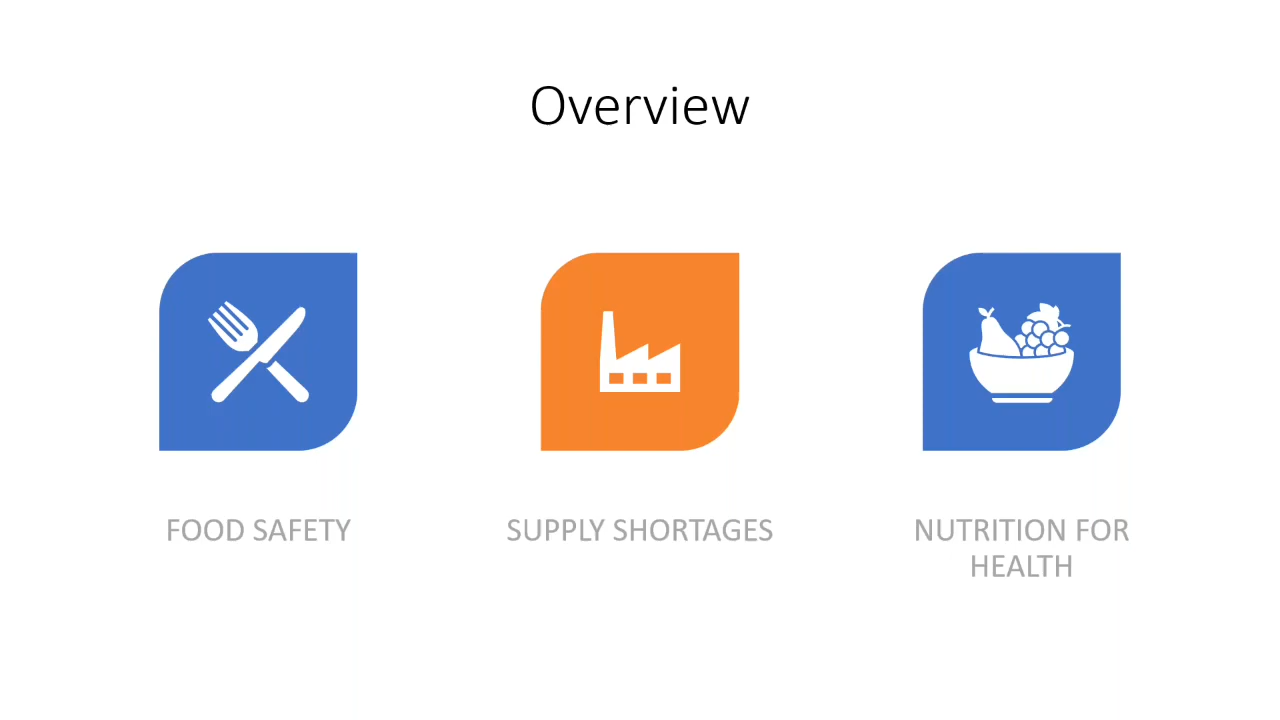 Overview
FOOD SAFETY
SUPPLY SHORTAGES
NUTRITION FOR
HEALTH